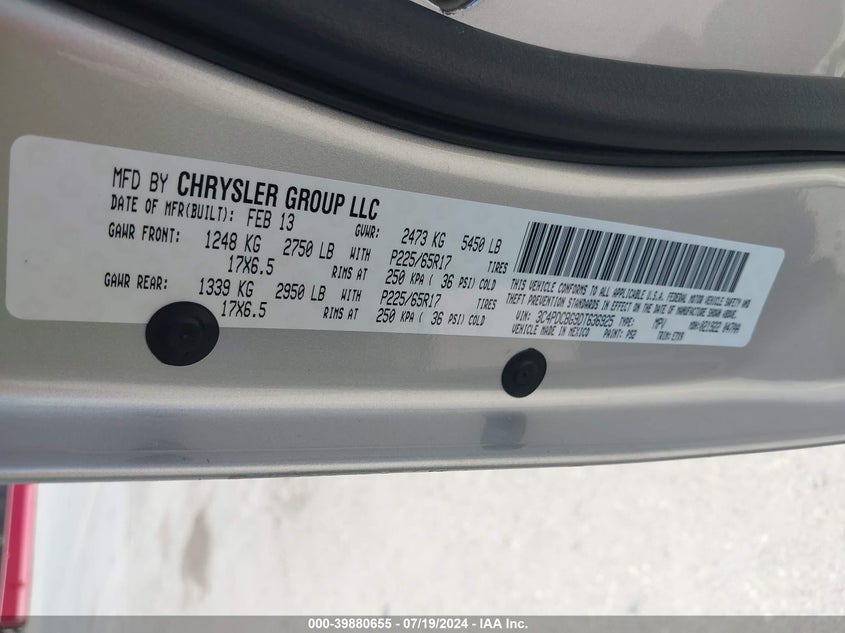 MFD BY CHRYSLER GROUP LLC
DATE OF MFR(BUILT): FEB 13 GVWR: 2473 KG 5450 LB
GAWR FRONT: 1248 KG 2750 LB WITH P225/65R17 TIRES
17X6.5 RIMS AT 250 KPA ( 36 PSI) COLD
GAWR REAR: 1339 KG 2950 LB WITH P225/65R17 TIRES
17X6.5 RIMS AT 250 KPA ( 36 PSI) COLD
THIS VEHICLE CONFORMS TO ALL APPLICABLE U.S.A. FEDERAL MOTOR VEHICLE SAFETY AND
THEFT PREVENTION STANDARDS IN EFFECT ON THE DATE OF MANUFACTURE SHOWN ABOVE.
VIN: 3C4PDCBG9DT636925 TYPE: MPV
VEHICLE MADE IN MEXICO PAINT: PS2
000-39880655 - 07/19/2024 - IAA Inc.